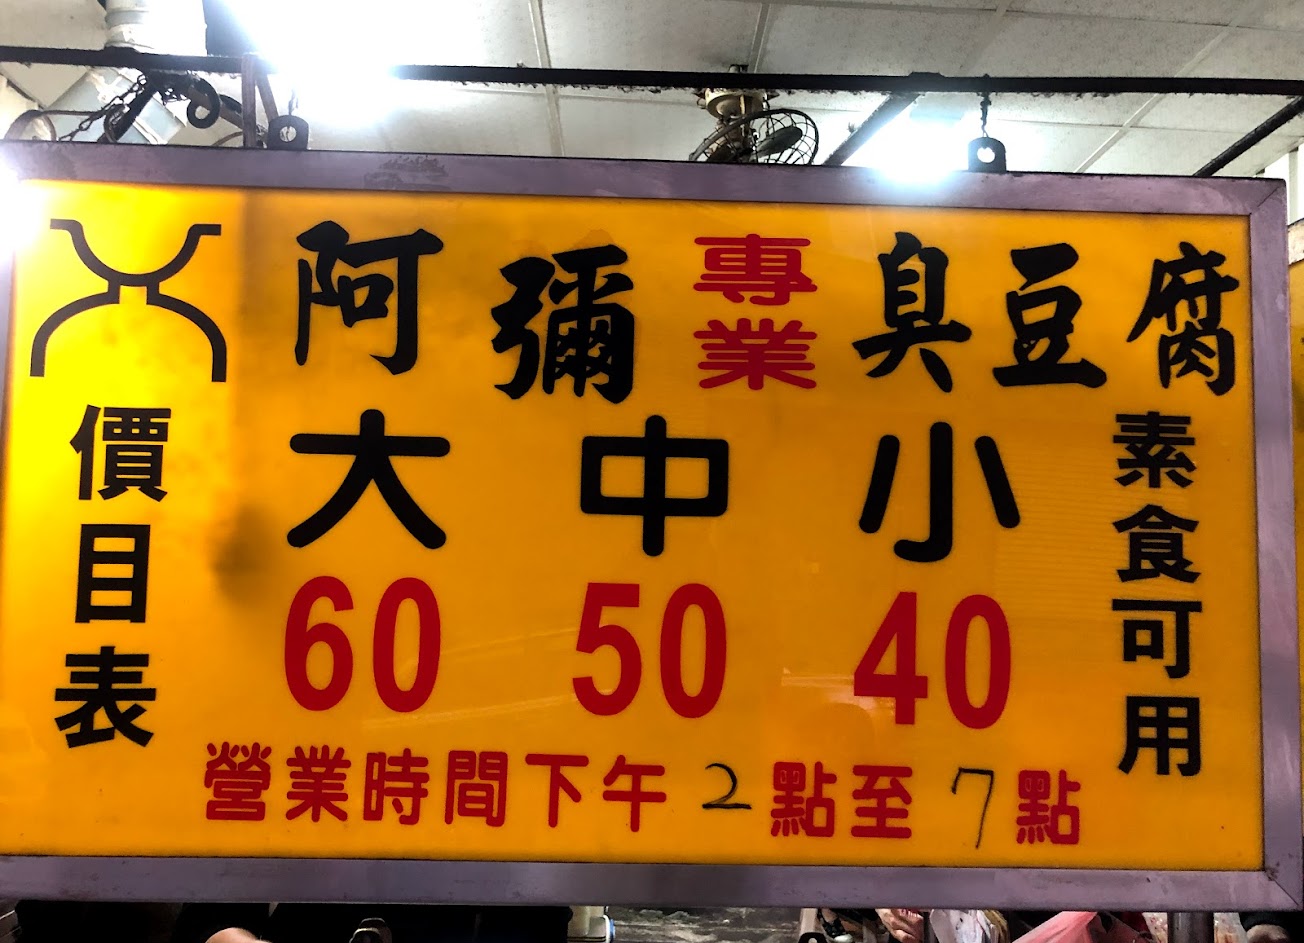 阿彌專業臭豆腐
價目表
大 中 小
60 50 40
素食可用
營業時間下午2點至7點